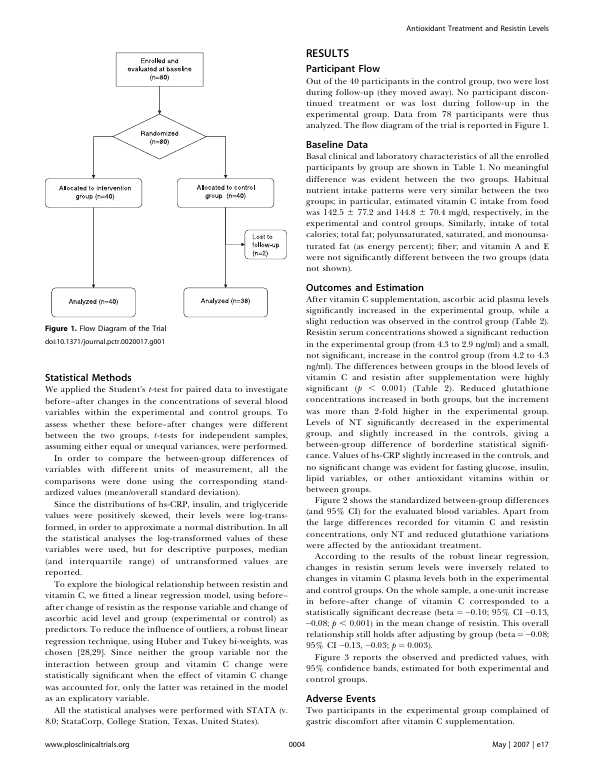 Antioxidant Treatment and Resistin Levels
Enrolled and
evaluated at baseline
(n=80)
Randomized
(n=80)
Allocated to intervention
group (n=40)
Allocated to control
group (n=40)
Lost to
follow-up
(n=2)
Analyzed (n=40)
Analyzed (n=38)
Figure 1. Flow Diagram of the Trial
doi:10.1371/journal.pctr.0020017.g001
Statistical Methods
We applied the Student's t-test for paired data to investigate
before–after changes in the concentrations of several blood
variables within the experimental and control groups. To
assess whether these before–after changes were different
between the two groups, t-tests for independent samples,
assuming either equal or unequal variances, were performed.
In order to compare the between-group differences of
variables with different units of measurement, all the
comparisons were done using the corresponding stand-
ardized values (mean/overall standard deviation).
Since the distributions of hs-CRP, insulin, and triglyceride
values were positively skewed, their levels were log-trans-
formed, in order to approximate a normal distribution. In all
the statistical analyses the log-transformed values of these
variables were used, but for descriptive purposes, median
(and interquartile range) of untransformed values are
reported.
To explore the biological relationship between resistin and
vitamin C, we fitted a linear regression model, using before–
after change of resistin as the response variable and change of
ascorbic acid level and group (experimental or control) as
predictors. To reduce the influence of outliers, a robust linear
regression technique, using Huber and Tukey bi-weights, was
chosen [28,29]. Since neither the group variable nor the
interaction between group and vitamin C change were
statistically significant when the effect of vitamin C change
was accounted for, only the latter was retained in the model
as an explicatory variable.
All the statistical analyses were performed with STATA (v.
8.0; StataCorp, College Station, Texas, United States).
RESULTS
Participant Flow
Out of the 40 participants in the control group, two were lost
during follow-up (they moved away). No participant discon-
tinued treatment or was lost during follow-up in the
experimental group. Data from 78 participants were thus
analyzed. The flow diagram of the trial is reported in Figure 1.
Baseline Data
Basal clinical and laboratory characteristics of all the enrolled
participants by group are shown in Table 1. No meaningful
difference was evident between the two groups. Habitual
nutrient intake patterns were very similar between the two
groups; in particular, estimated vitamin C intake from food
was 142.5 ± 77.2 and 144.8 ± 70.4 mg/d, respectively, in the
experimental and control groups. Similarly, intake of total
calories; total fat; polyunsaturated, saturated, and monounsa-
turated fat (as energy percent); fiber; and vitamin A and E
were not significantly different between the two groups (data
not shown).
Outcomes and Estimation
After vitamin C supplementation, ascorbic acid plasma levels
significantly increased in the experimental group, while a
slight reduction was observed in the control group (Table 2).
Resistin serum concentrations showed a significant reduction
in the experimental group (from 4.3 to 2.9 ng/ml) and a small,
not significant, increase in the control group (from 4.2 to 4.3
ng/ml). The differences between groups in the blood levels of
vitamin C and resistin after supplementation were highly
significant (p < 0.001) (Table 2). Reduced glutathione
concentrations increased in both groups, but the increment
was more than 2-fold higher in the experimental group.
Levels of NT significantly decreased in the experimental
group, and slightly increased in the controls, giving a
between-group difference of borderline statistical signifi-
cance. Values of hs-CRP slightly increased in the controls, and
no significant change was evident for fasting glucose, insulin,
lipid variables, or other antioxidant vitamins within or
between groups.
Figure 2 shows the standardized between-group differences
(and 95% CI) for the evaluated blood variables. Apart from
the large differences recorded for vitamin C and resistin
concentrations, only NT and reduced glutathione variations
were affected by the antioxidant treatment.
According to the results of the robust linear regression,
changes in resistin serum levels were inversely related to
changes in vitamin C plasma levels both in the experimental
and control groups. On the whole sample, a one-unit increase
in before–after change of vitamin C corresponded to a
statistically significant decrease (beta = –0.10; 95% CI –0.13,
–0.08; p < 0.001) in the mean change of resistin. This overall
relationship still holds after adjusting by group (beta = –0.08;
95% CI –0.13, –0.03; p = 0.003).
Figure 3 reports the observed and predicted values, with
95% confidence bands, estimated for both experimental and
control groups.
Adverse Events
Two participants in the experimental group complained of
gastric discomfort after vitamin C supplementation.
www.plosclinicaltrials.org
0004
May | 2007 | e17